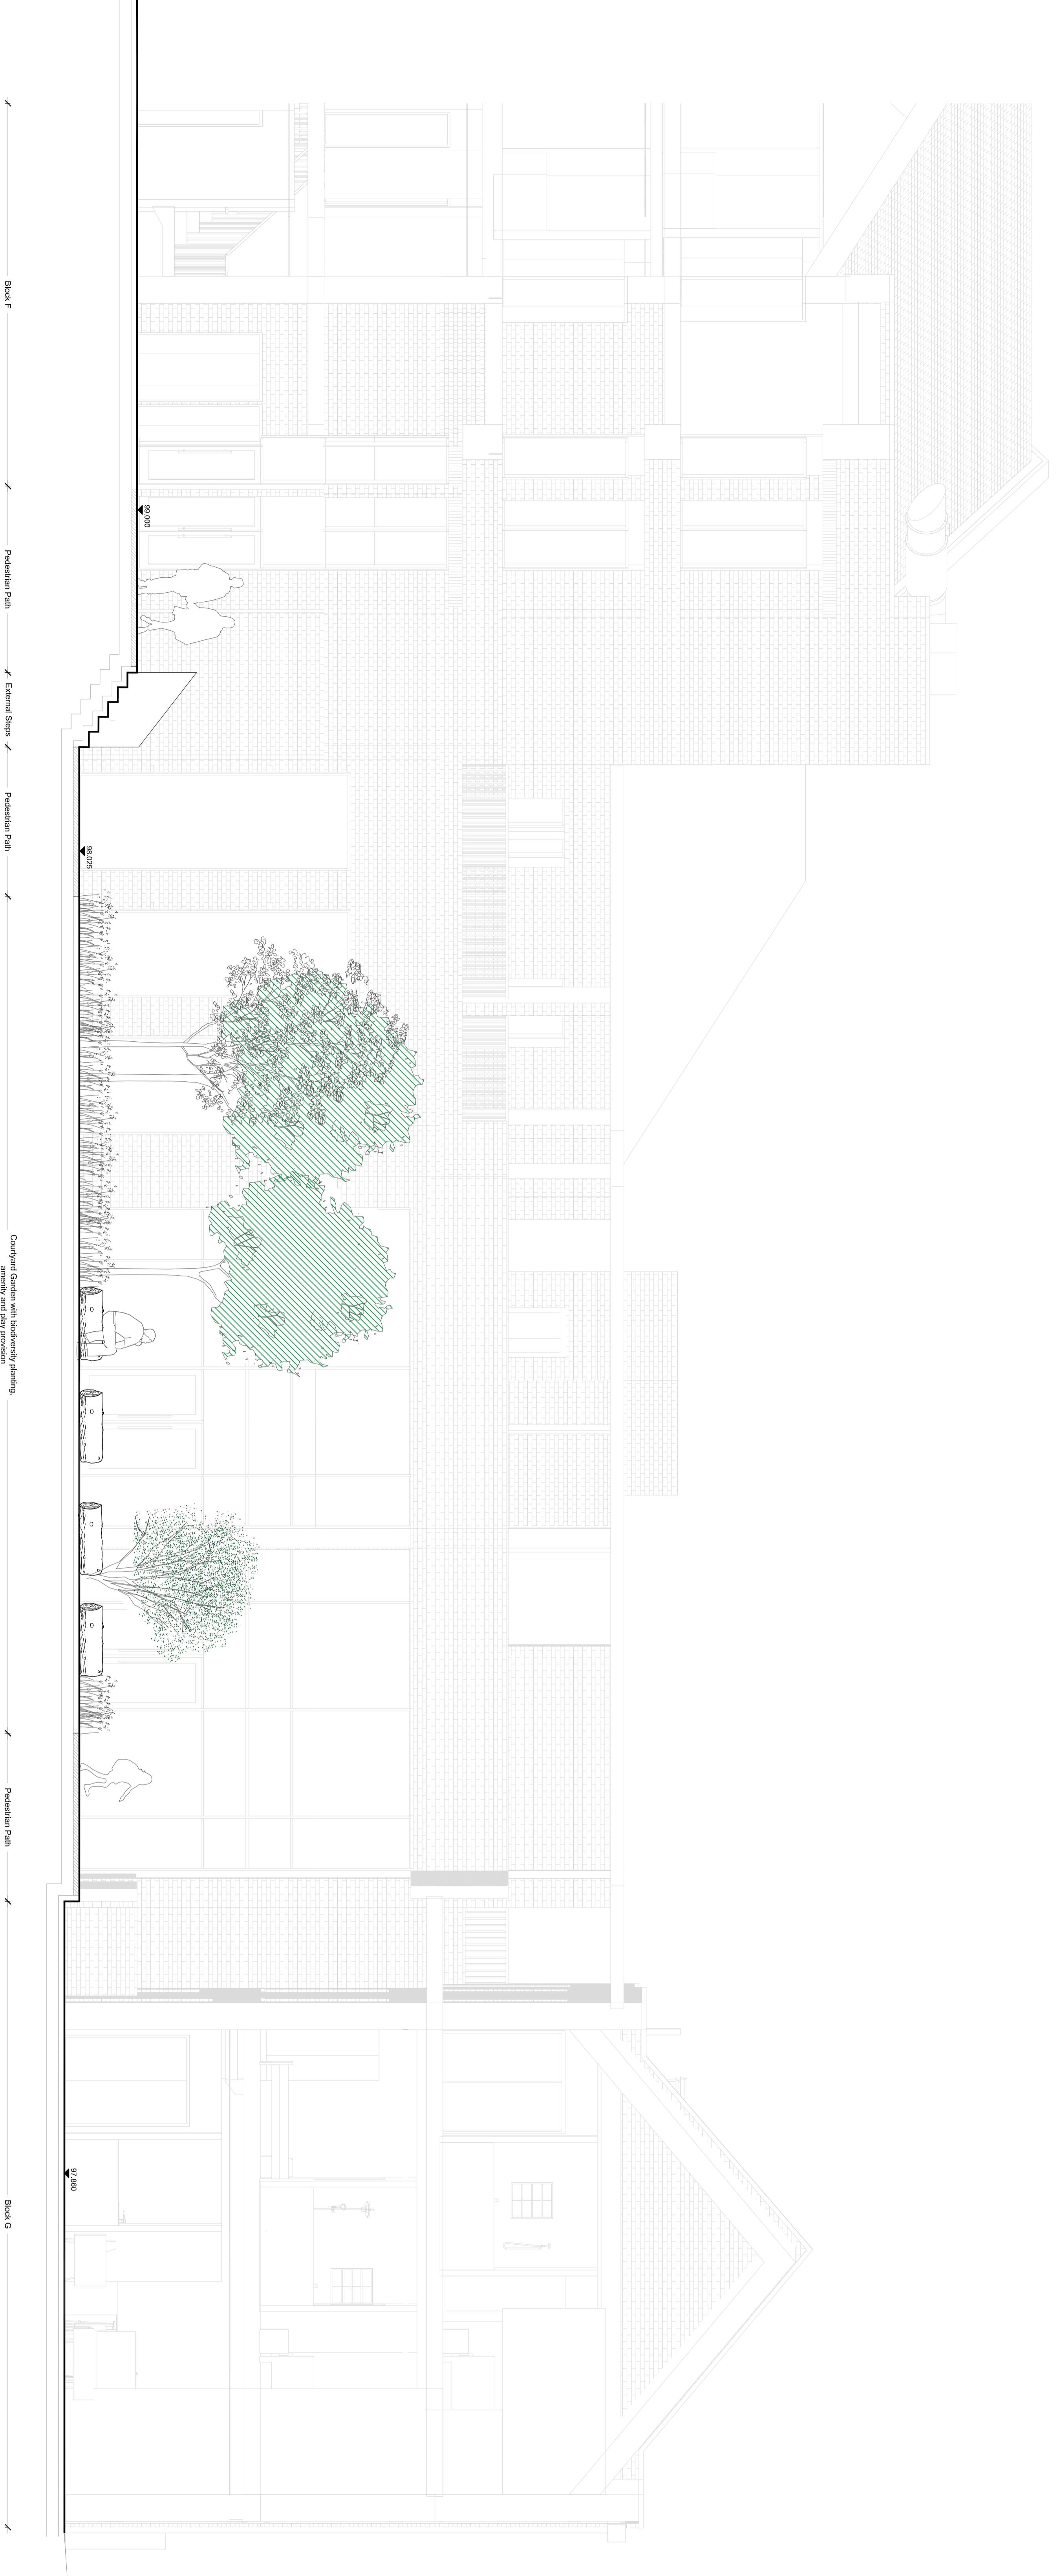 99.000
98.025
97.860
Block F
Pedestrian Path
External Steps
Pedestrian Path
Courtyard Garden with biodiversity planting,
amenity and play provision
Pedestrian Path
Block G